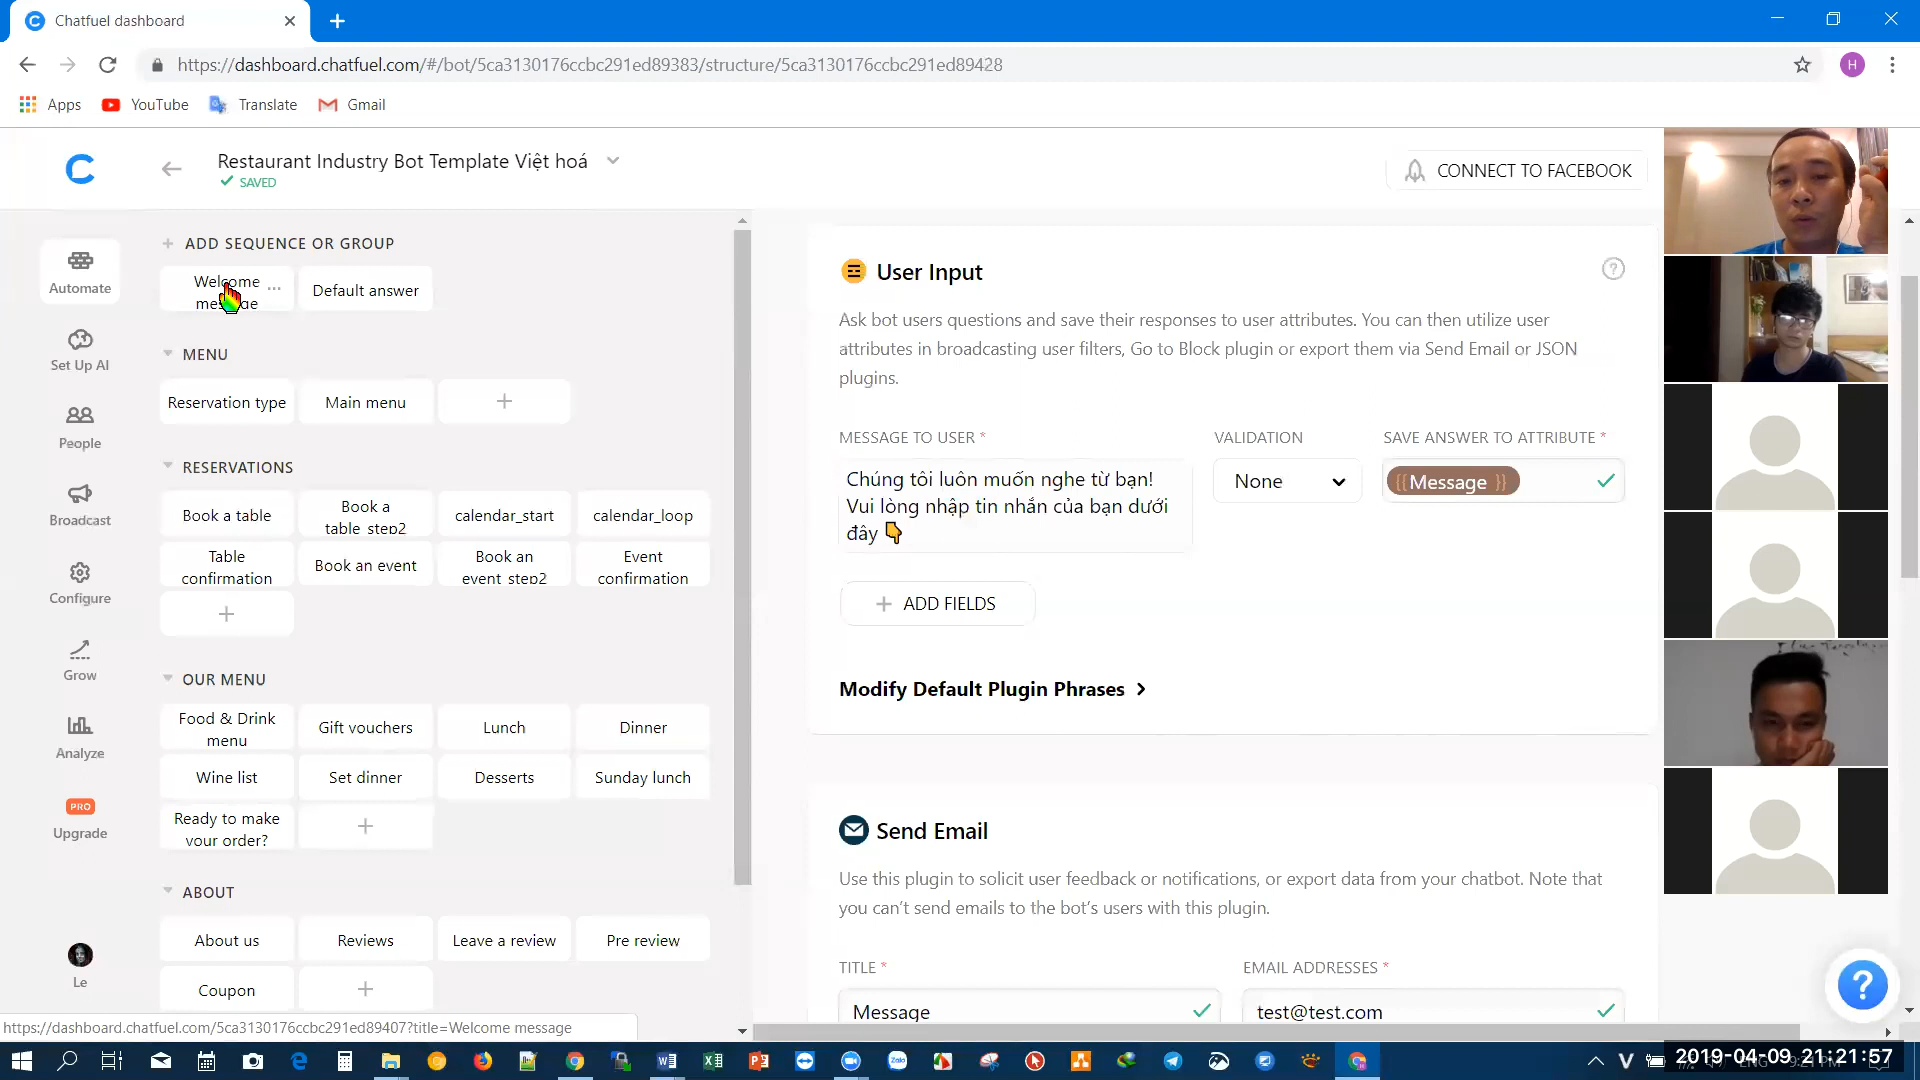 Chatfuel dashboard
https://dashboard.chatfuel.com/#/bot/5ca3130176ccbc291ed89383/structure/5ca3130176ccbc291ed89428
H
Apps
YouTube
Translate
Gmail
Restaurant Industry Bot Template Việt hoá
SAVED
CONNECT TO FACEBOOK
Automate
Set Up AI
People
Broadcast
Configure
Grow
Analyze
PRO
Upgrade
Le
ADD SEQUENCE OR GROUP
Welcome
message
Default answer
MENU
Reservation type
Main menu
RESERVATIONS
Book a table
Book a
table_step2
calendar_start
calendar_loop
Table
confirmation
Book an event
Book an
event_step2
Event
confirmation
OUR MENU
Food & Drink
menu
Gift vouchers
Lunch
Dinner
Wine list
Set dinner
Desserts
Sunday lunch
Ready to make
your order?
ABOUT
About us
Reviews
Leave a review
Pre review
Coupon
User Input
Ask bot users questions and save their responses to user attributes. You can then utilize user
attributes in broadcasting user filters, Go to Block plugin or export them via Send Email or JSON
plugins.
MESSAGE TO USER *
VALIDATION
SAVE ANSWER TO ATTRIBUTE *
Chúng tôi luôn muốn nghe từ bạn!
Vui lòng nhập tin nhắn của bạn dưới
đây 👇
None
{{Message }}
ADD FIELDS
Modify Default Plugin Phrases
Send Email
Use this plugin to solicit user feedback or notifications, or export data from your chatbot. Note that
you can't send emails to the bot's users with this plugin.
TITLE *
EMAIL ADDRESSES *
Message
test@test.com
https://dashboard.chatfuel.com/5ca3130176ccbc291ed89407?title=Welcome message
2019-04-09 21:21:57